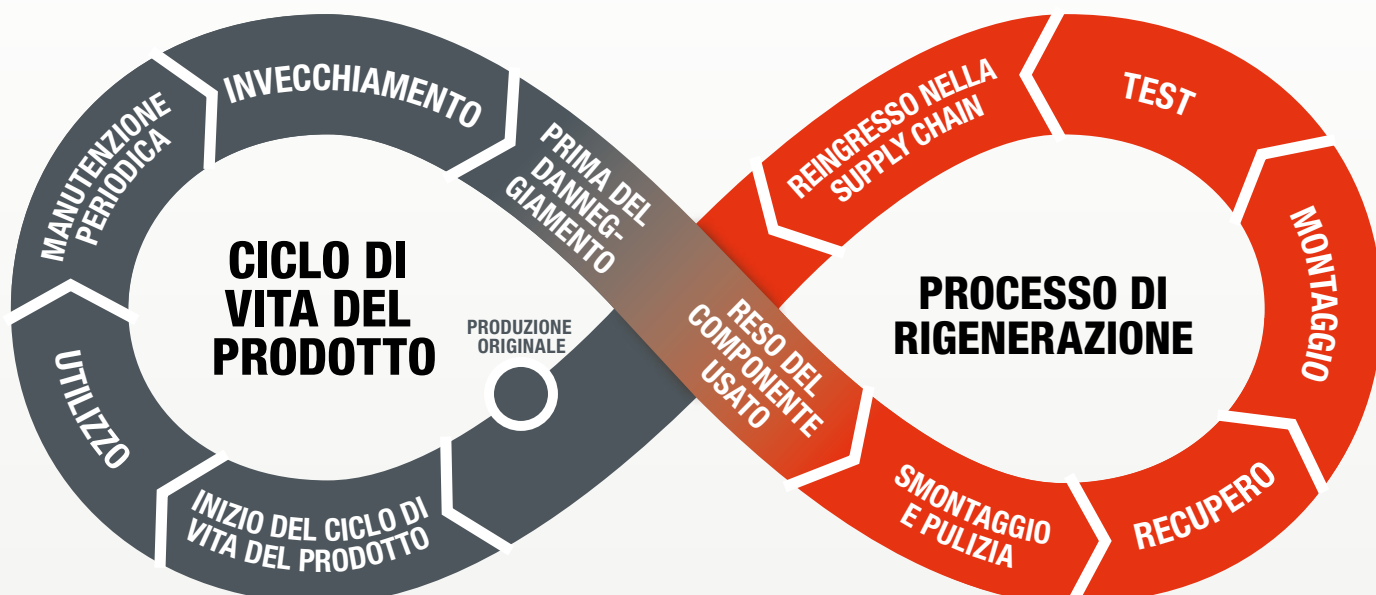 CICLO DI
VITA DEL
PRODOTTO
PRODUZIONE
ORIGINALE
INIZIO DEL CICLO DI
VITA DEL PRODOTTO
UTILIZZO
MANUTENZIONE
PERIODICA
INVECCHIAMENTO
PRIMA DEL
DANNEG-
GIAMENTO
RESO DEL
COMPONENTE
USATO
PROCESSO DI
RIGENERAZIONE
SMONTAGGIO
E PULIZIA
RECUPERO
MONTAGGIO
TEST
REINGRESSO NELLA
SUPPLY CHAIN